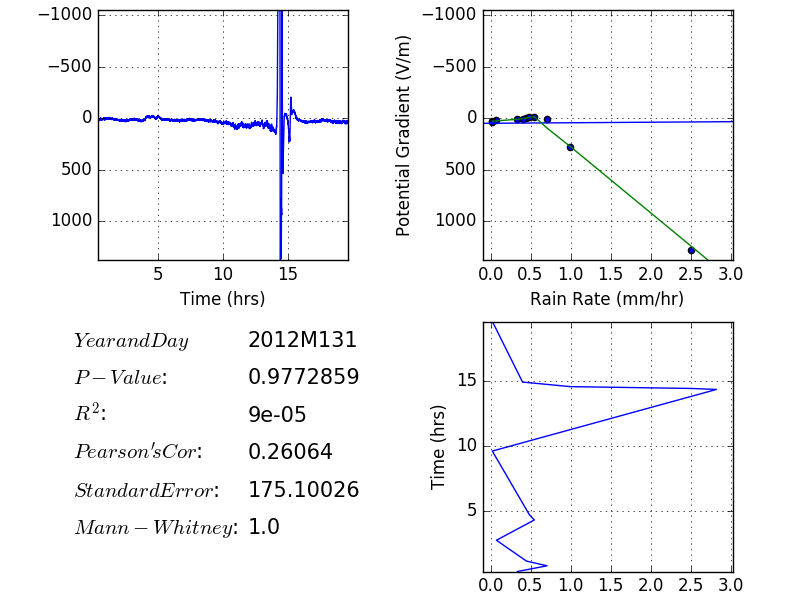 −1000
−500
0
500
1000
5 10 15
Time (hrs)
−1000
−500
0
500
1000
Potential Gradient (V/m)
0.0 0.5 1.0 1.5 2.0 2.5 3.0
Rain Rate (mm/hr)
YearandDay 2012M131
P−Value: 0.9772859
R²: 9e-05
Pearson'sCor: 0.26064
StandardError: 175.10026
Mann−Whitney: 1.0
15
10
5
Time (hrs)
0.0 0.5 1.0 1.5 2.0 2.5 3.0